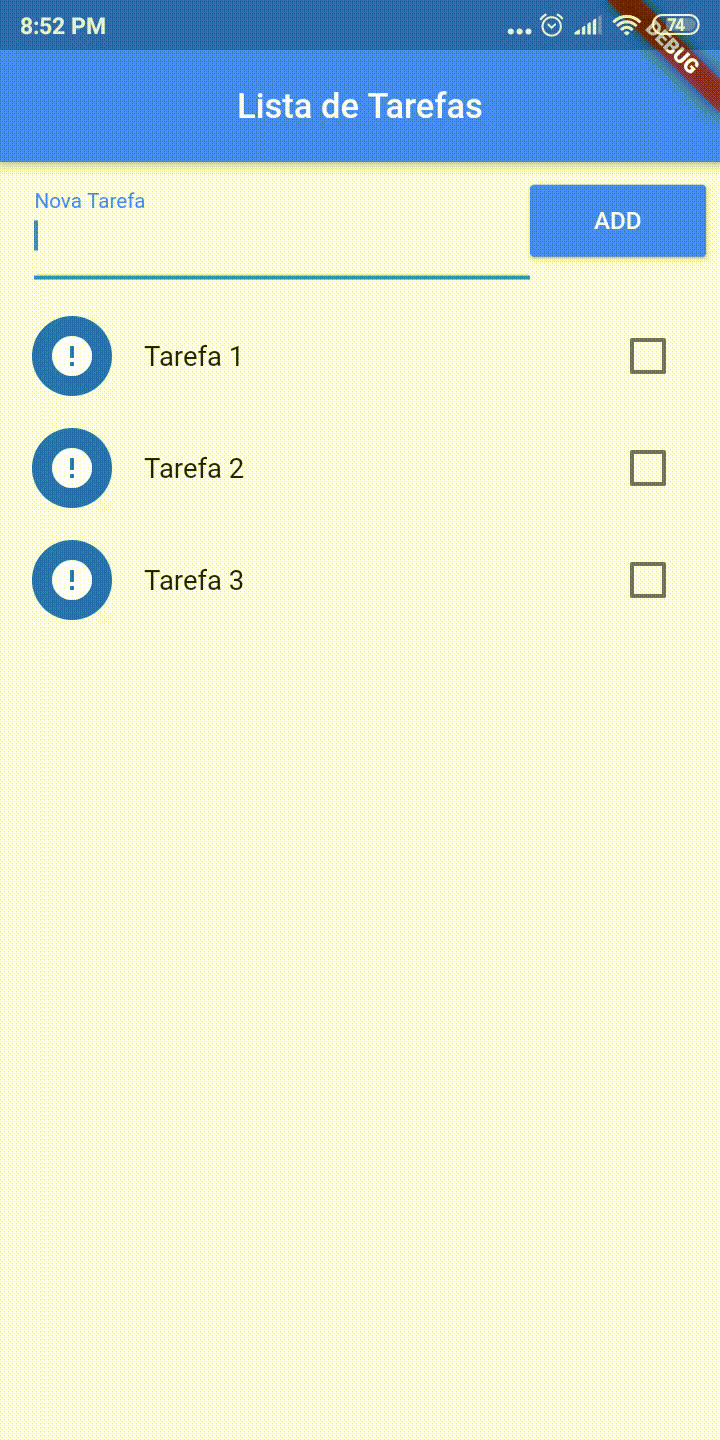 8:52 PM
74
DEBUG
Lista de Tarefas
Nova Tarefa
ADD
Tarefa 1
Tarefa 2
Tarefa 3